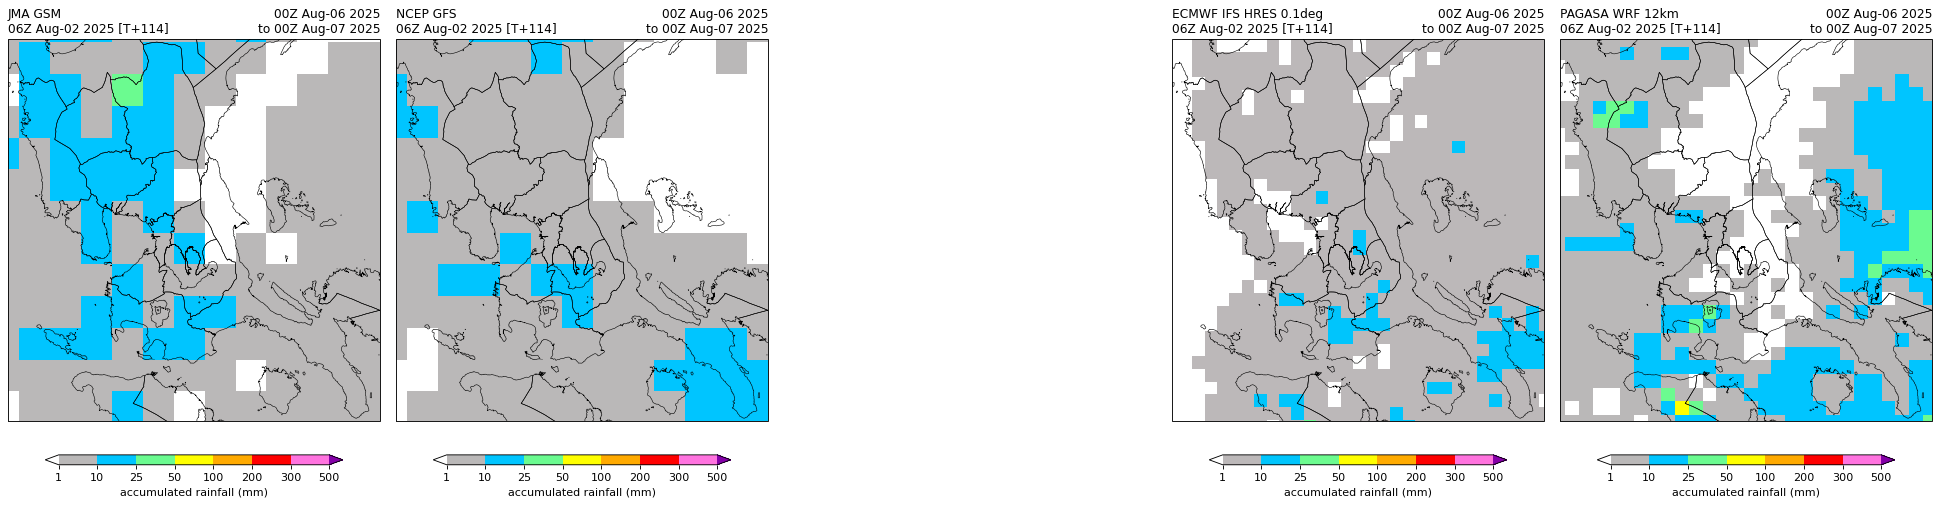 JMA GSM 00Z Aug-06 2025
06Z Aug-02 2025 [T+114] to 00Z Aug-07 2025
1 10 25 50 100 200 300 500
accumulated rainfall (mm)
NCEP GFS 00Z Aug-06 2025
06Z Aug-02 2025 [T+114] to 00Z Aug-07 2025
1 10 25 50 100 200 300 500
accumulated rainfall (mm)
ECMWF IFS HRES 0.1deg 00Z Aug-06 2025
06Z Aug-02 2025 [T+114] to 00Z Aug-07 2025
1 10 25 50 100 200 300 500
accumulated rainfall (mm)
PAGASA WRF 12km 00Z Aug-06 2025
06Z Aug-02 2025 [T+114] to 00Z Aug-07 2025
1 10 25 50 100 200 300 500
accumulated rainfall (mm)